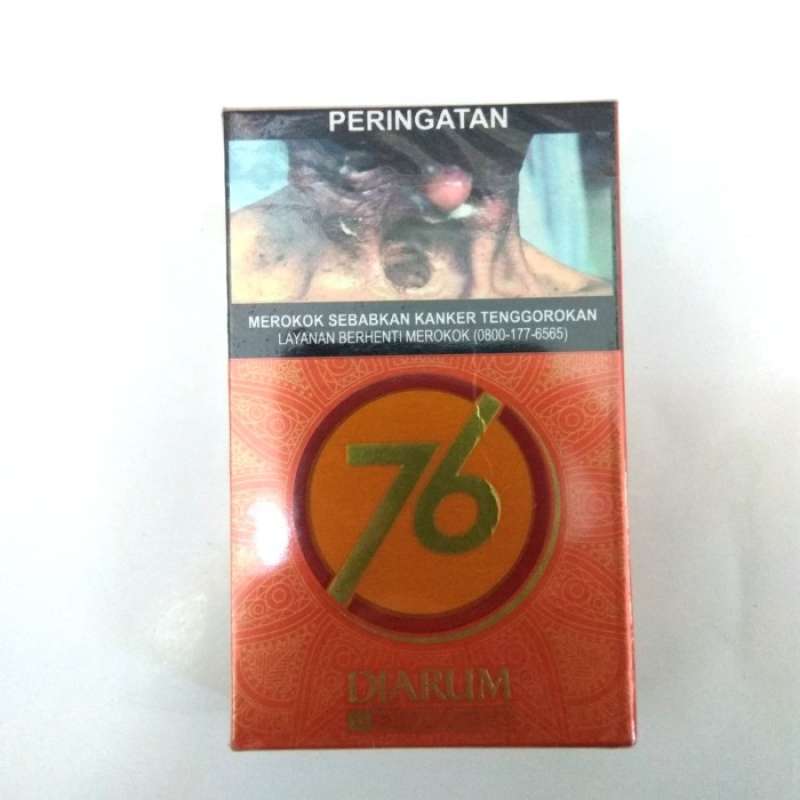 PERINGATAN
MEROKOK SEBABKAN KANKER TENGGOROKAN
LAYANAN BERHENTI MEROKOK (0800-177-6565)
76
DJARUM